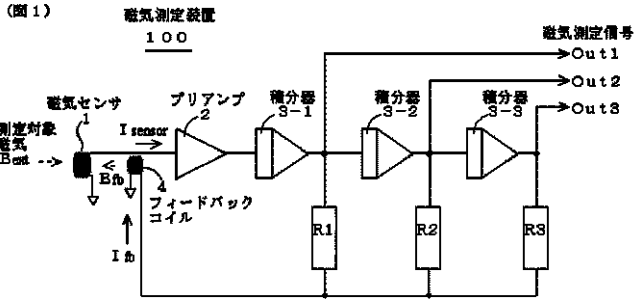 (図1)
磁気測定装置
100
磁気測定信号
Out1
Out2
Out3
磁気センサ
1
プリアンプ
2
積分器
3-1
積分器
3-2
積分器
3-3
測定対象
磁気
Bext
I sensor
Bfb
4
フィードバック
コイル
I fb
R1
R2
R3